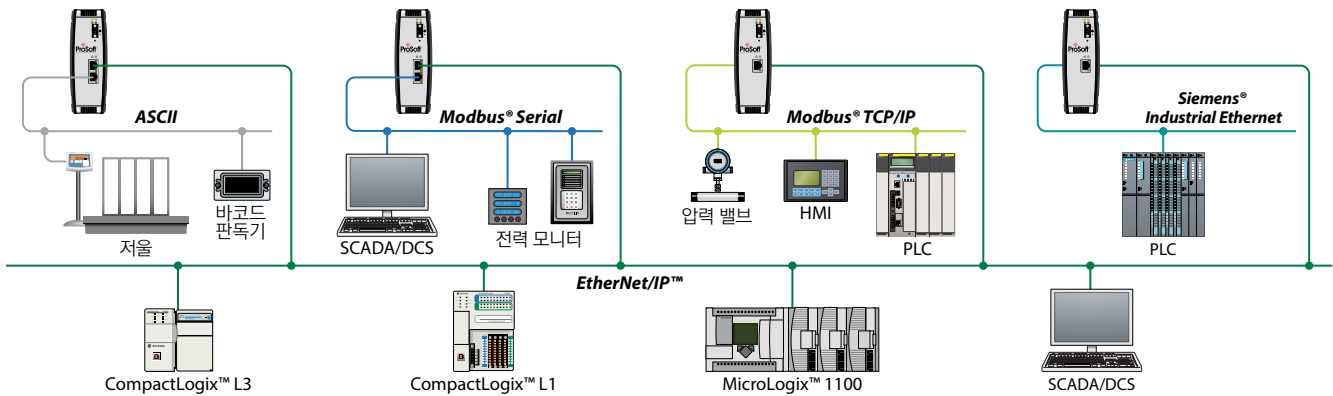 ProSoft
ProSoft
ProSoft
ProSoft
ASCII
Modbus® Serial
Modbus® TCP/IP
Siemens®
Industrial Ethernet
바코드
판독기
저울
SCADA/DCS
전력 모니터
압력 밸브
HMI
PLC
PLC
EtherNet/IP™
CompactLogix™ L3
CompactLogix™ L1
MicroLogix™ 1100
SCADA/DCS